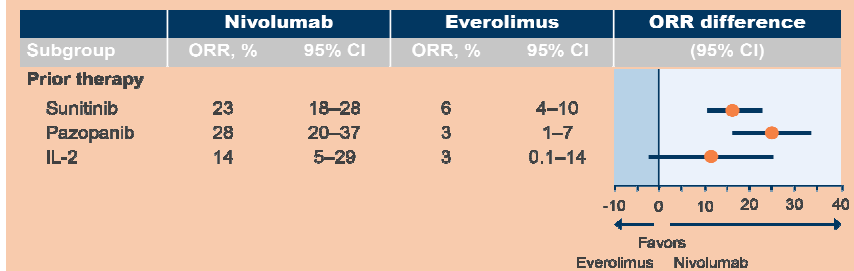 Nivolumab Everolimus ORR difference
Subgroup ORR, % 95% CI ORR, % 95% CI (95% CI)
Prior therapy
Sunitinib 23 18–28 6 4–10
Pazopanib 28 20–37 3 1–7
IL-2 14 5–29 3 0.1–14
-10 0 10 20 30 40
Favors
Everolimus Nivolumab